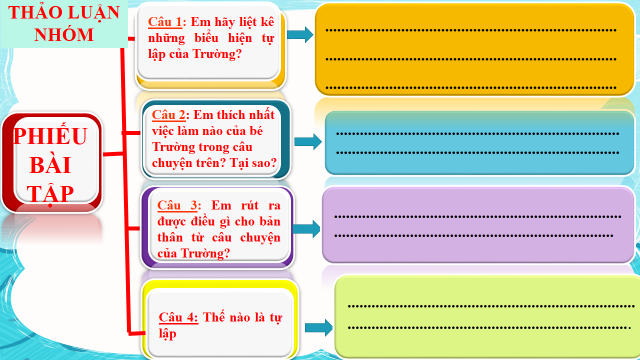 THẢO LUẬN
NHÓM
PHIẾU
BÀI
TẬP
Câu 1: Em hãy liệt kê
những biểu hiện tự
lập của Trường?
Câu 2: Em thích nhất
việc làm nào của bé
Trường trong câu
chuyện trên? Tại sao?
Câu 3: Em rút ra
được điều gì cho bản
thân từ câu chuyện
của Trường?
Câu 4: Thế nào là tự
lập